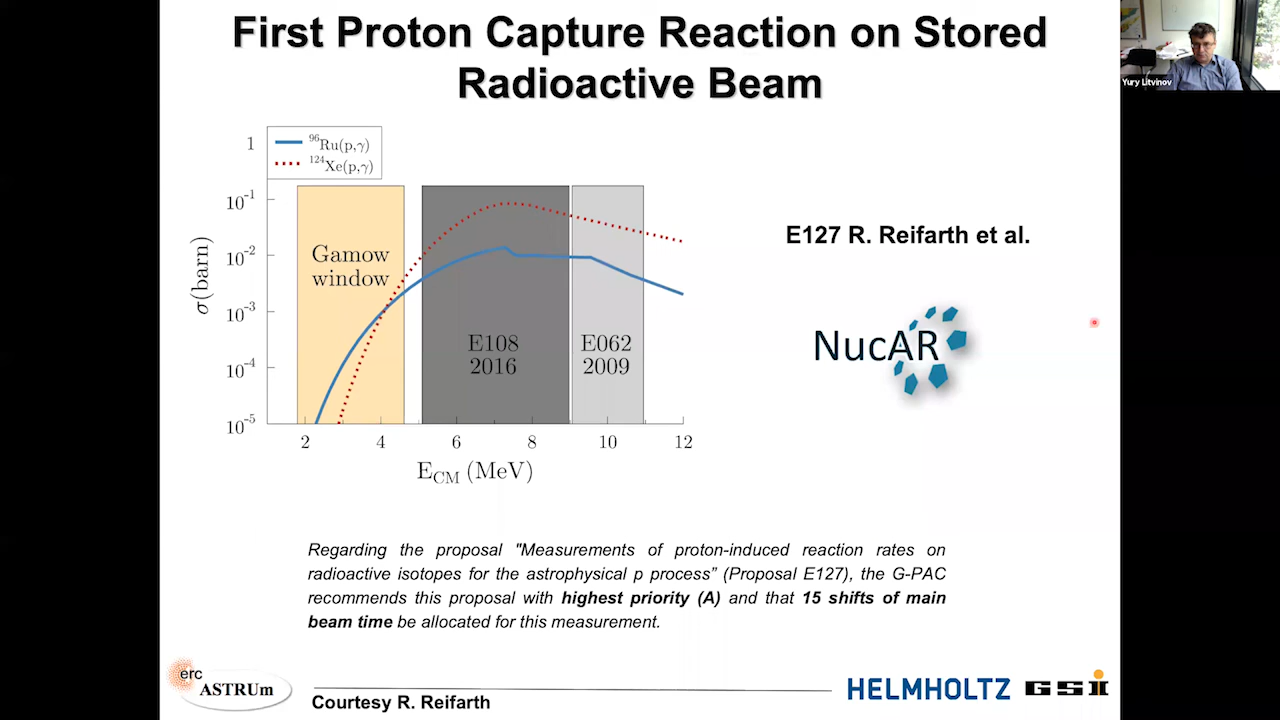 First Proton Capture Reaction on Stored
Radioactive Beam
Yury Litvinov
96Ru(p,γ)
124Xe(p,γ)
1
10-1
10-2
10-3
10-4
10-5
σ(barn)
Gamow
window
E108
2016
E062
2009
2 4 6 8 10 12
ECM (MeV)
E127 R. Reifarth et al.
NucAR
Regarding the proposal "Measurements of proton-induced reaction rates on
radioactive isotopes for the astrophysical p process” (Proposal E127), the G-PAC
recommends this proposal with highest priority (A) and that 15 shifts of main
beam time be allocated for this measurement.
erc
ASTRUm
Courtesy R. Reifarth
HELMHOLTZ GSI